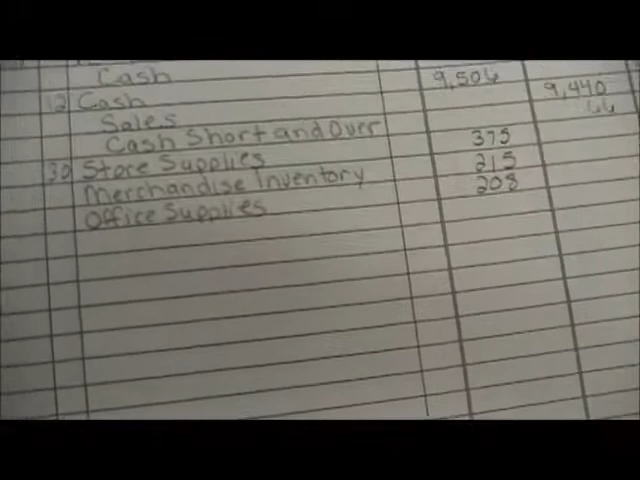 Cash
12 Cash 9,506
Sales 9,440
Cash Short and Over 66
30 Store Supplies 375
Merchandise Inventory 215
Office Supplies 208